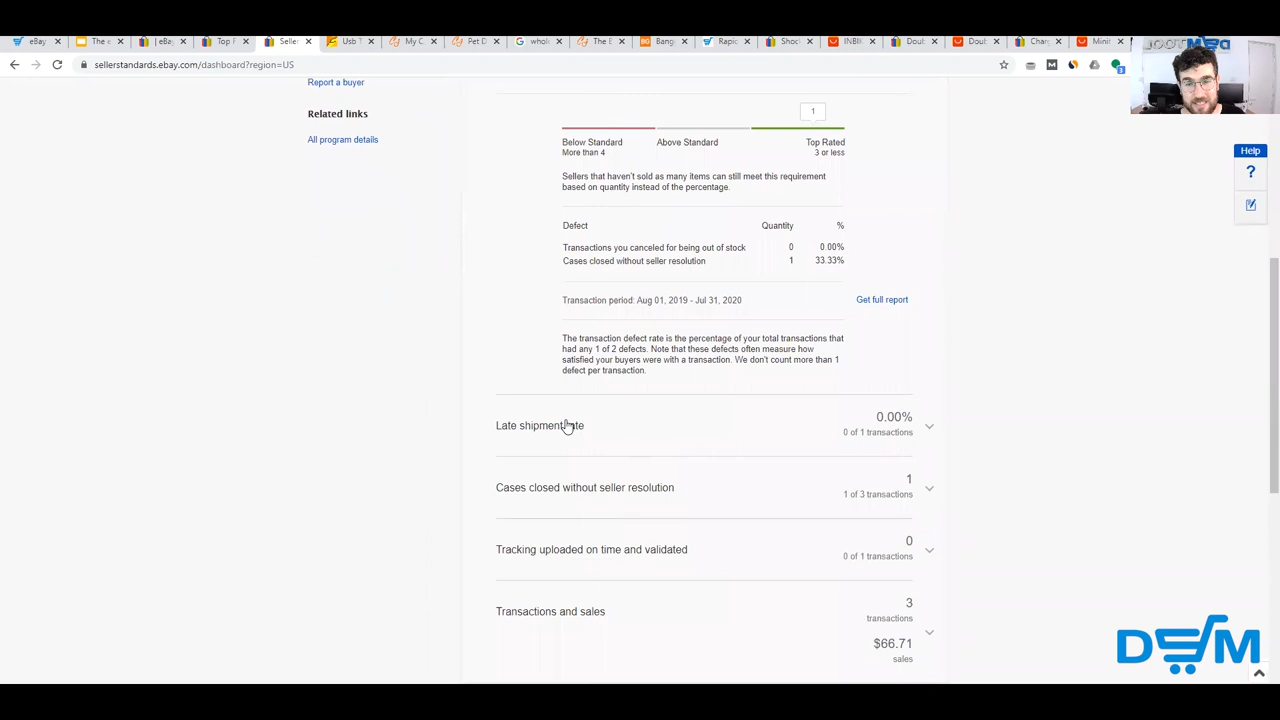 eBay
The e
| eBay
Top F
Seller
Usb T
My C
Pet D
whole
The E
Bang
Rapid
Shock
INBIK
Doub
Doub
Charg
Minit
sellerstandards.ebay.com/dashboard?region=US
Report a buyer
Related links
All program details
Help
?
1
Below Standard
Above Standard
Top Rated
More than 4
3 or less
Sellers that haven't sold as many items can still meet this requirement
based on quantity instead of the percentage.
Defect
Quantity
%
Transactions you canceled for being out of stock
0
0.00%
Cases closed without seller resolution
1
33.33%
Transaction period: Aug 01, 2019 - Jul 31, 2020
Get full report
The transaction defect rate is the percentage of your total transactions that
had any 1 of 2 defects. Note that these defects often measure how
satisfied your buyers were with a transaction. We don't count more than 1
defect per transaction.
Late shipment rate
0.00%
0 of 1 transactions
Cases closed without seller resolution
1
1 of 3 transactions
Tracking uploaded on time and validated
0
0 of 1 transactions
Transactions and sales
3
transactions
$66.71
sales
DSM